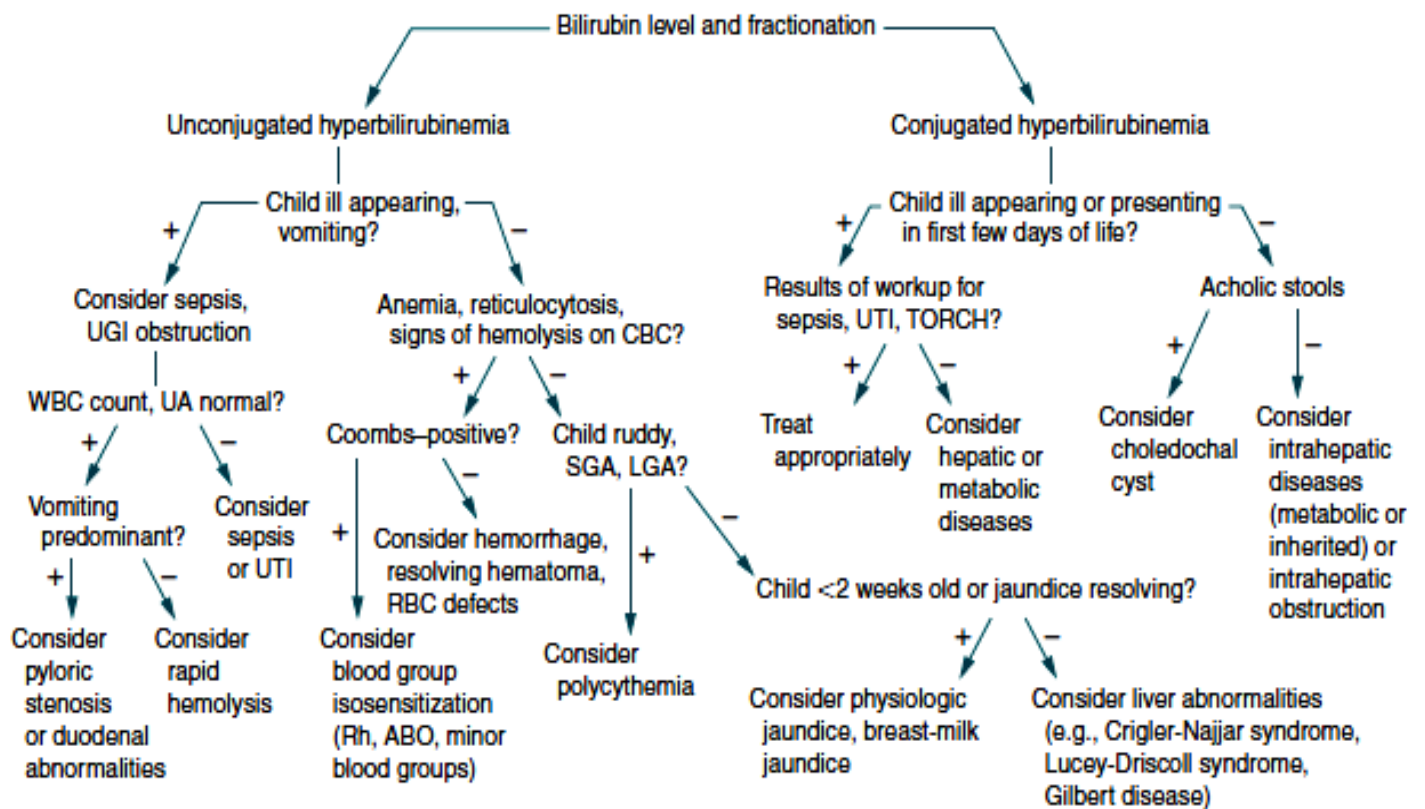 Bilirubin level and fractionation
Unconjugated hyperbilirubinemia
Conjugated hyperbilirubinemia
Child ill appearing,
vomiting?
+
–
Child ill appearing or presenting
in first few days of life?
+
–
Consider sepsis,
UGI obstruction
Anemia, reticulocytosis,
signs of hemolysis on CBC?
Results of workup for
sepsis, UTI, TORCH?
Acholic stools
+
–
+
–
+
–
WBC count, UA normal?
+
–
Coombs–positive?
Child ruddy,
SGA, LGA?
Treat
appropriately
Consider
hepatic or
metabolic
diseases
Consider
choledochal
cyst
Consider
intrahepatic
diseases
(metabolic or
inherited) or
intrahepatic
obstruction
Vomiting
predominant?
Consider
sepsis
or UTI
+
–
+
–
Consider hemorrhage,
resolving hematoma,
RBC defects
+
–
Child <2 weeks old or jaundice resolving?
+
–
Consider
pyloric
stenosis
or duodenal
abnormalities
Consider
rapid
hemolysis
Consider
blood group
isosensitization
(Rh, ABO, minor
blood groups)
Consider
polycythemia
Consider physiologic
jaundice, breast-milk
jaundice
Consider liver abnormalities
(e.g., Crigler-Najjar syndrome,
Lucey-Driscoll syndrome,
Gilbert disease)